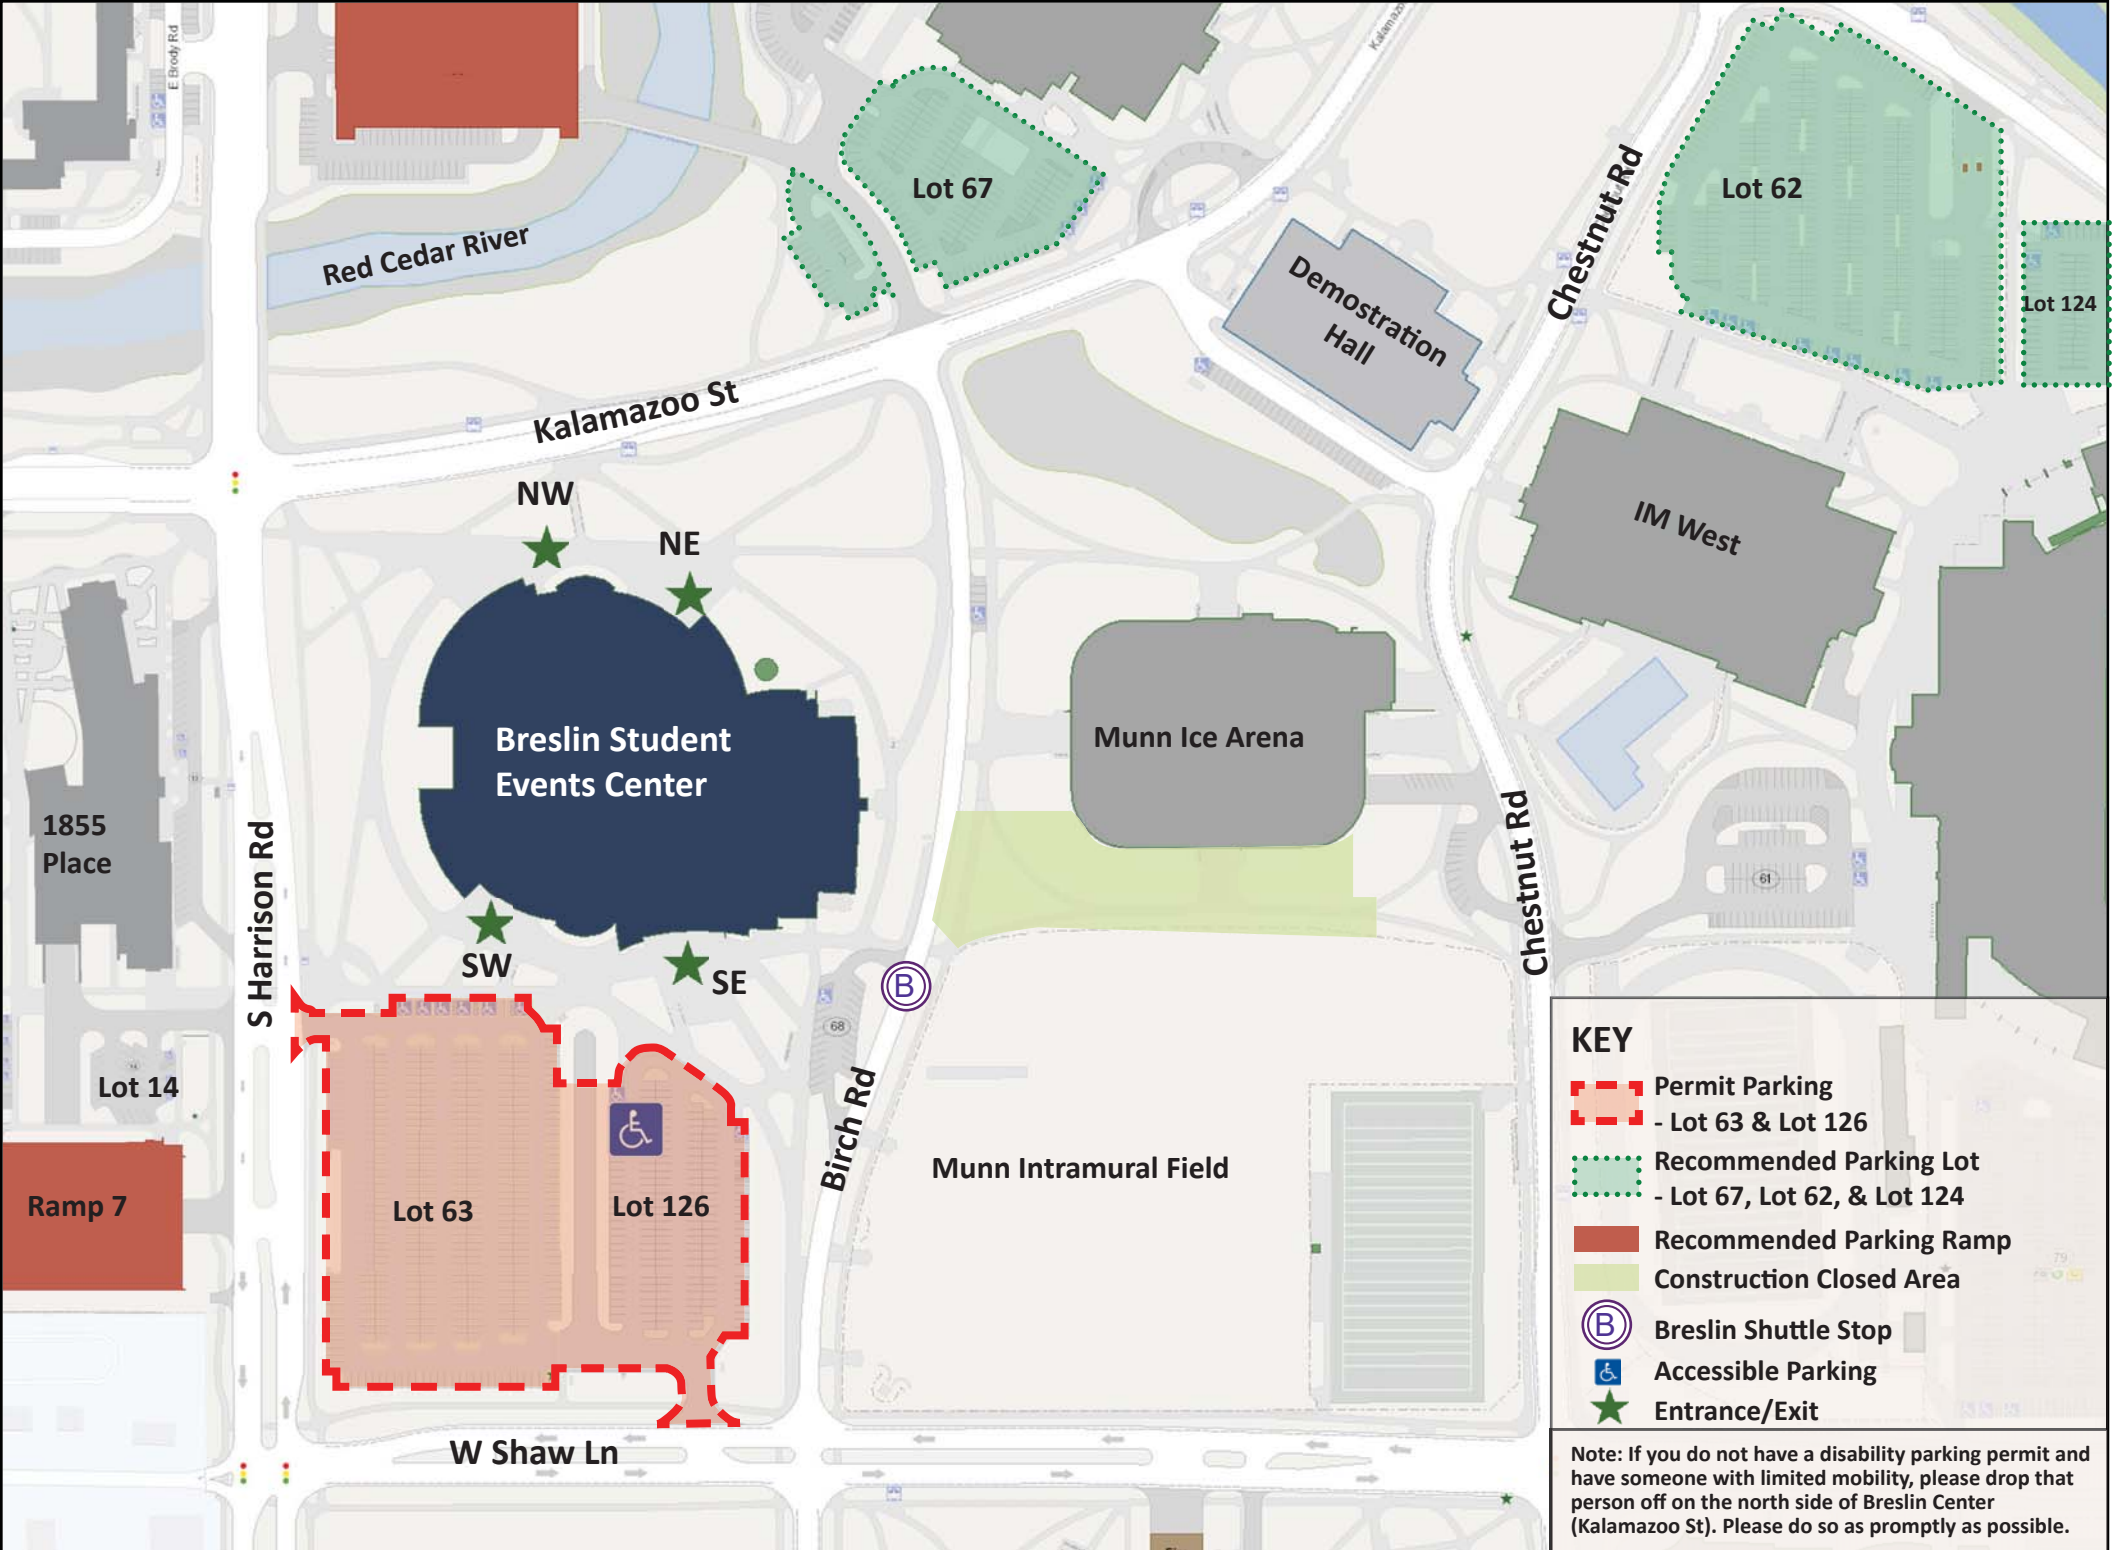 E Brody Rd
Kalamazoo
Lot 67
Chestnut Rd
Lot 62
Lot 124
Red Cedar River
Demostration
Hall
Kalamazoo St
NW
NE
IM West
Breslin Student
Events Center
Munn Ice Arena
1855
Place
S Harrison Rd
Chestnut Rd
61
SW
SE
B
68
Lot 14
Birch Rd
Munn Intramural Field
Ramp 7
Lot 63
Lot 126
W Shaw Ln
KEY
Permit Parking
- Lot 63 & Lot 126
Recommended Parking Lot
- Lot 67, Lot 62, & Lot 124
Recommended Parking Ramp
79
Construction Closed Area
B
Breslin Shuttle Stop
Accessible Parking
Entrance/Exit
Note: If you do not have a disability parking permit and
have someone with limited mobility, please drop that
person off on the north side of Breslin Center
(Kalamazoo St). Please do so as promptly as possible.